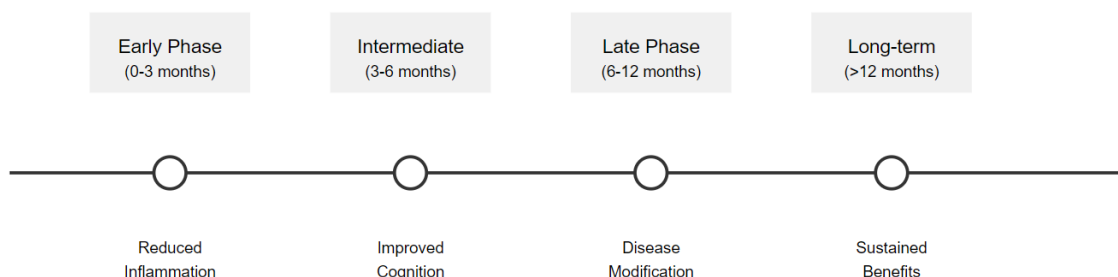 Early Phase
(0-3 months)
Intermediate
(3-6 months)
Late Phase
(6-12 months)
Long-term
(>12 months)
Reduced
Inflammation
Improved
Cognition
Disease
Modification
Sustained
Benefits